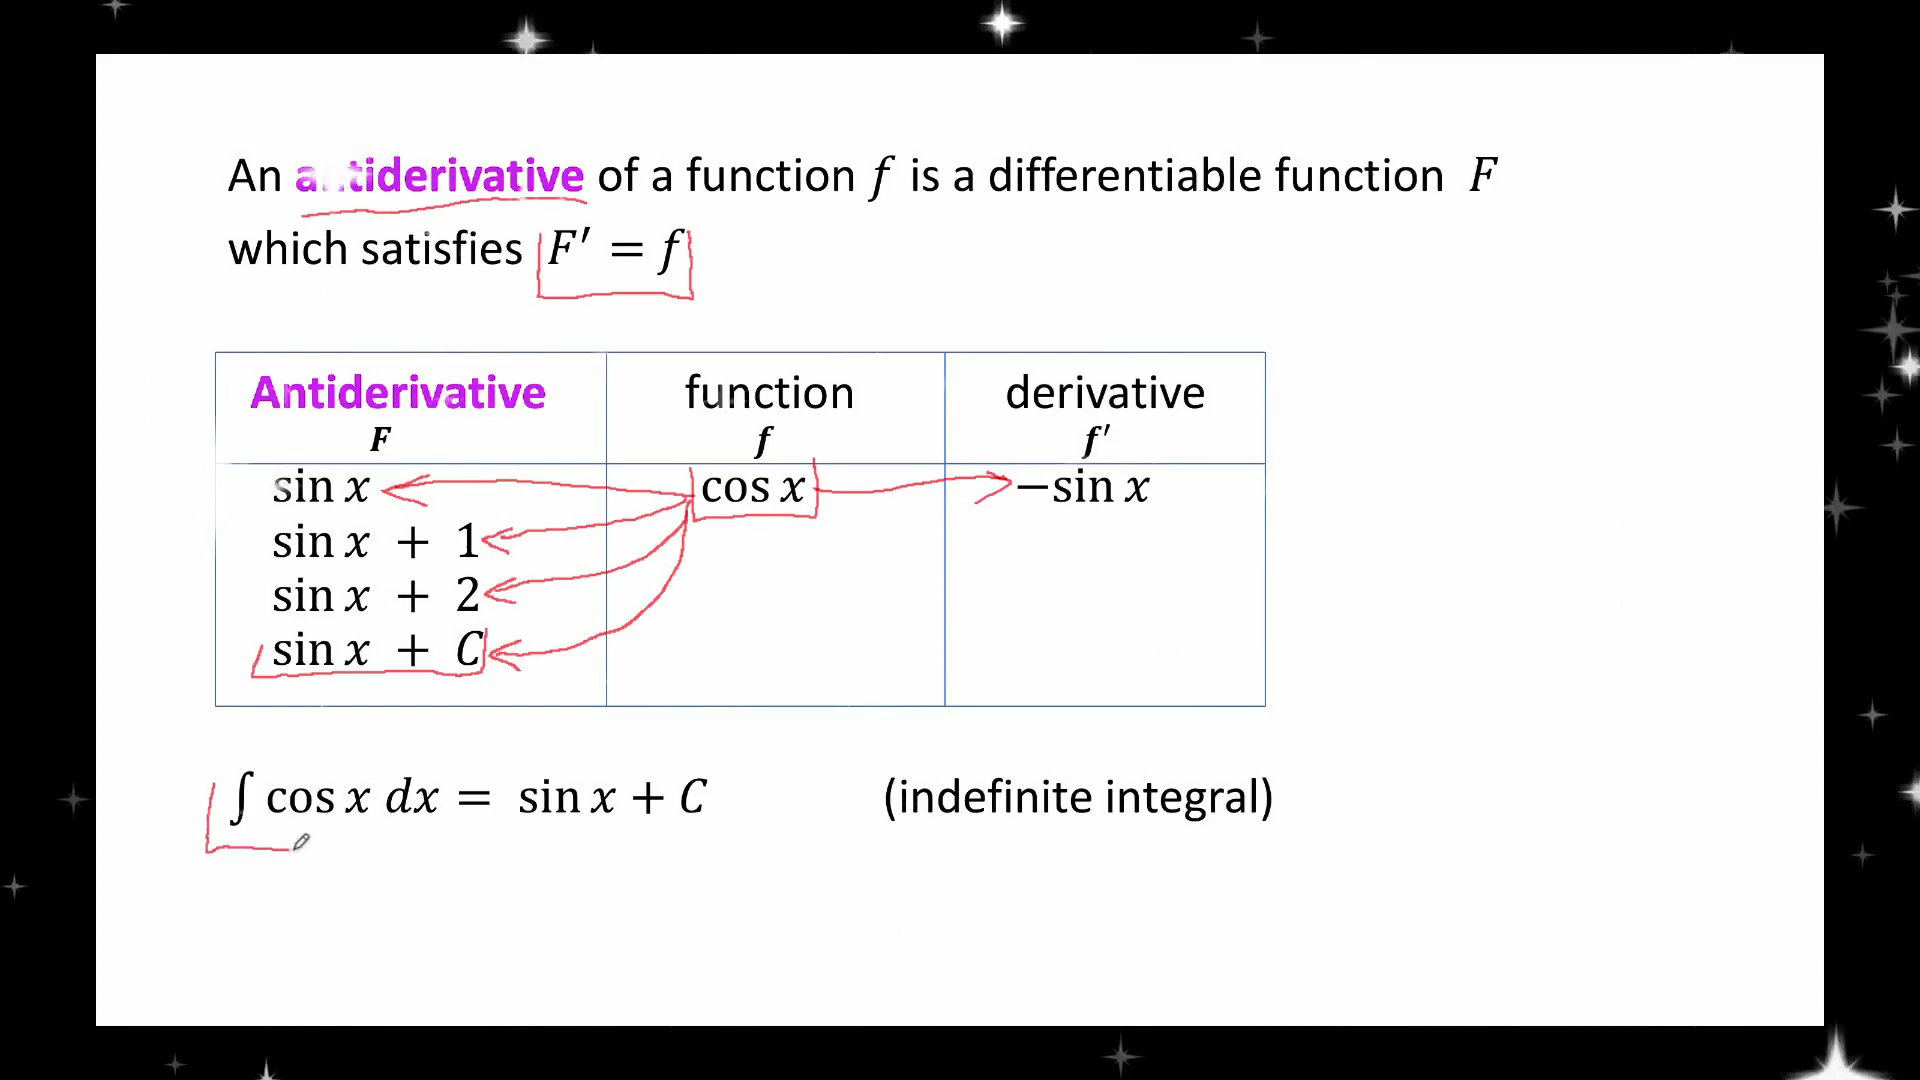 An antiderivative of a function f is a differentiable function F
which satisfies F′ = f
Antiderivative function derivative
F f f′
sin x cos x −sin x
sin x + 1
sin x + 2
sin x + C
∫ cos x dx = sin x + C (indefinite integral)